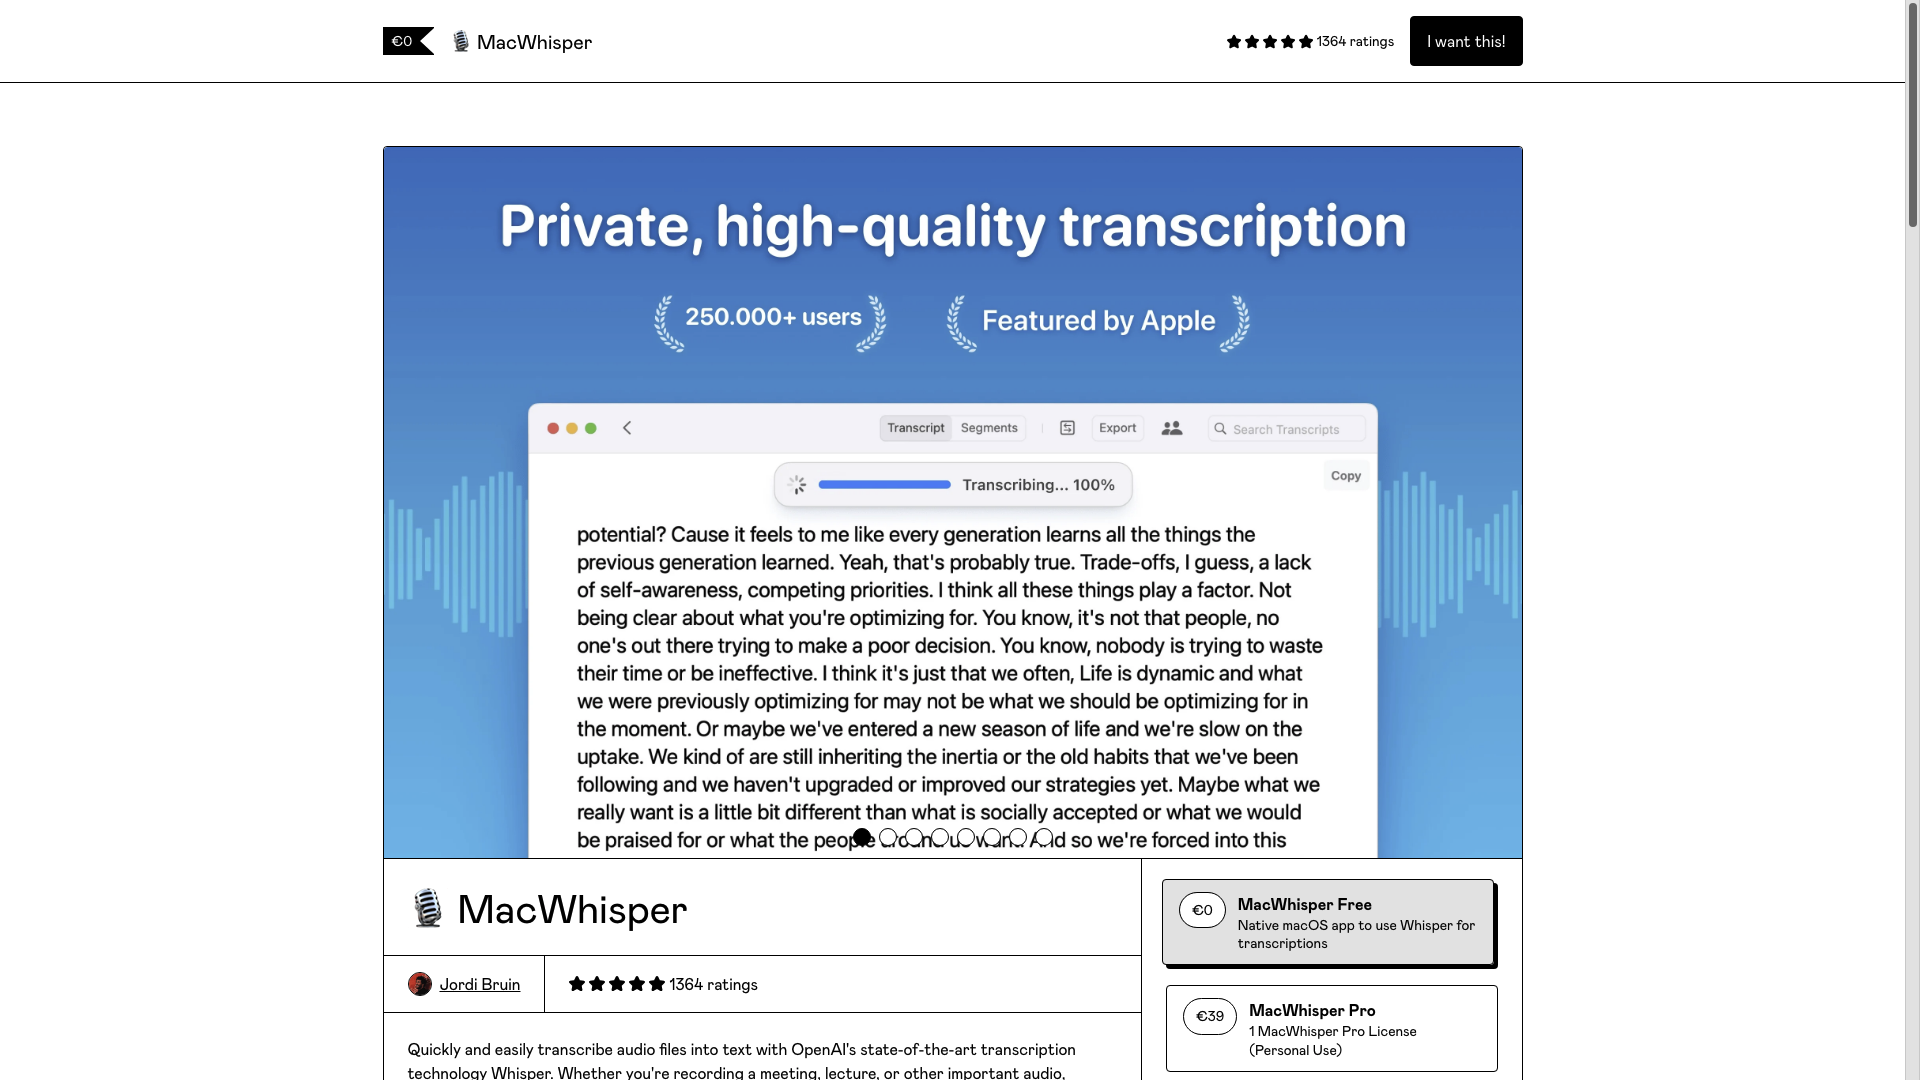 €0
MacWhisper
1364 ratings
I want this!
Private, high-quality transcription
250.000+ users
Featured by Apple
Transcript
Segments
Export
Search Transcripts
Transcribing... 100%
Copy
potential? Cause it feels to me like every generation learns all the things the
previous generation learned. Yeah, that's probably true. Trade-offs, I guess, a lack
of self-awareness, competing priorities. I think all these things play a factor. Not
being clear about what you're optimizing for. You know, it's not that people, no
one's out there trying to make a poor decision. You know, nobody is trying to waste
their time or be ineffective. I think it's just that we often, Life is dynamic and what
we were previously optimizing for may not be what we should be optimizing for in
the moment. Or maybe we've entered a new season of life and we're slow on the
uptake. We kind of are still inheriting the inertia or the old habits that we've been
following and we haven't upgraded or improved our strategies yet. Maybe what we
really want is a little bit different than what is socially accepted or what we would
be praised for or what the people around us want. And so we're forced into this
MacWhisper
Jordi Bruin
1364 ratings
Quickly and easily transcribe audio files into text with OpenAI's state-of-the-art transcription
technology Whisper. Whether you're recording a meeting, lecture, or other important audio,
€0
MacWhisper Free
Native macOS app to use Whisper for
transcriptions
€39
MacWhisper Pro
1 MacWhisper Pro License
(Personal Use)